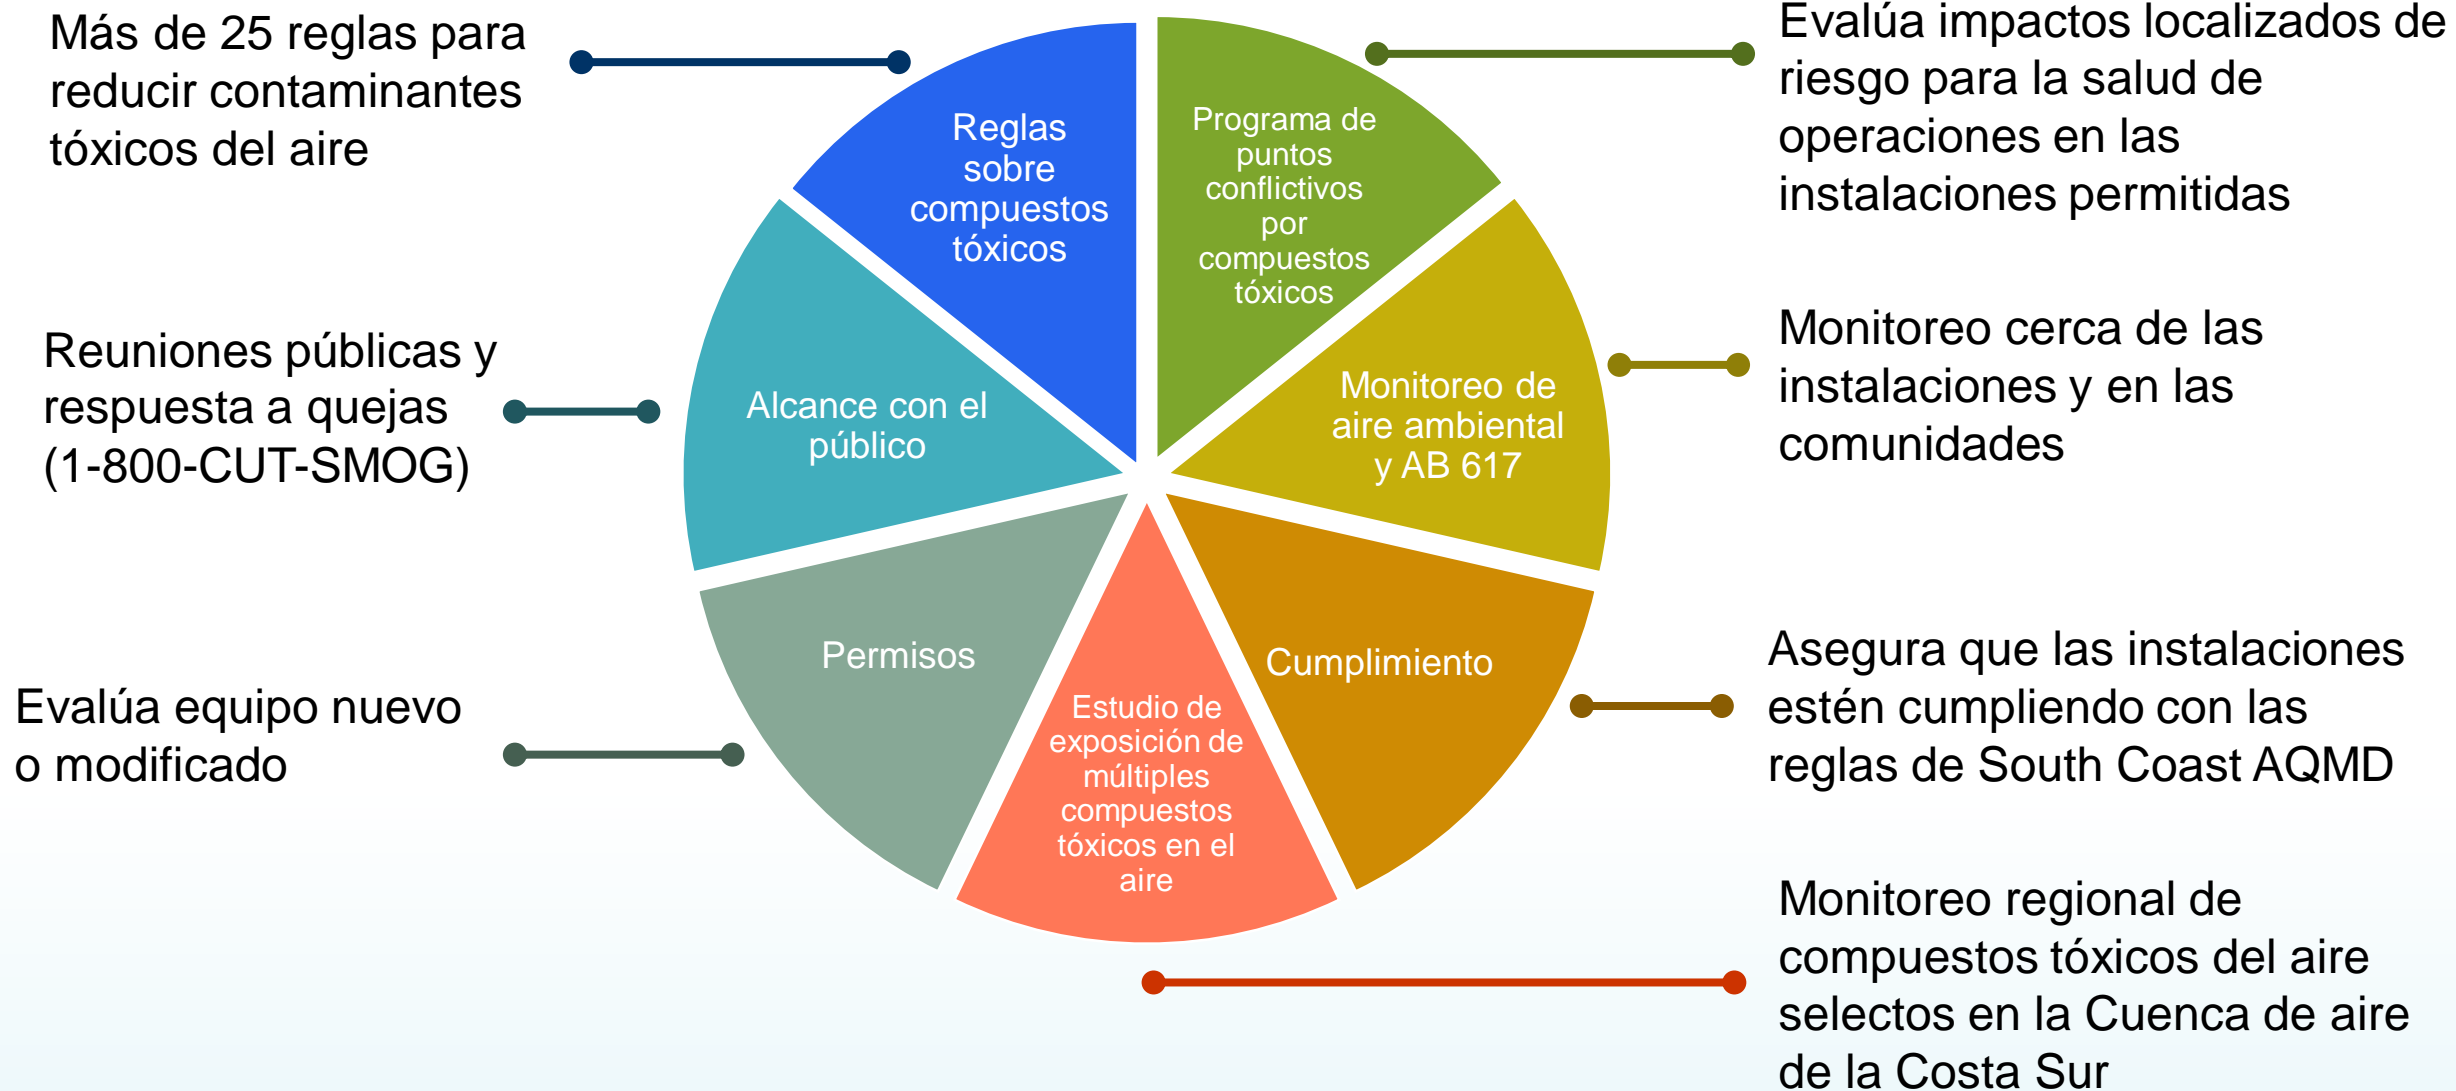 Más de 25 reglas para
reducir contaminantes
tóxicos del aire
Reglas
sobre
compuestos
tóxicos
Programa de
puntos
conflictivos
por
compuestos
tóxicos
Evalúa impactos localizados de
riesgo para la salud de
operaciones en las
instalaciones permitidas
Reuniones públicas y
respuesta a quejas
(1-800-CUT-SMOG)
Alcance con el
público
Monitoreo de
aire ambiental
y AB 617
Monitoreo cerca de las
instalaciones y en las
comunidades
Evalúa equipo nuevo
o modificado
Permisos
Estudio de
exposición de
múltiples
compuestos
tóxicos en el
aire
Cumplimiento
Asegura que las instalaciones
estén cumpliendo con las
reglas de South Coast AQMD
Monitoreo regional de
compuestos tóxicos del aire
selectos en la Cuenca de aire
de la Costa Sur